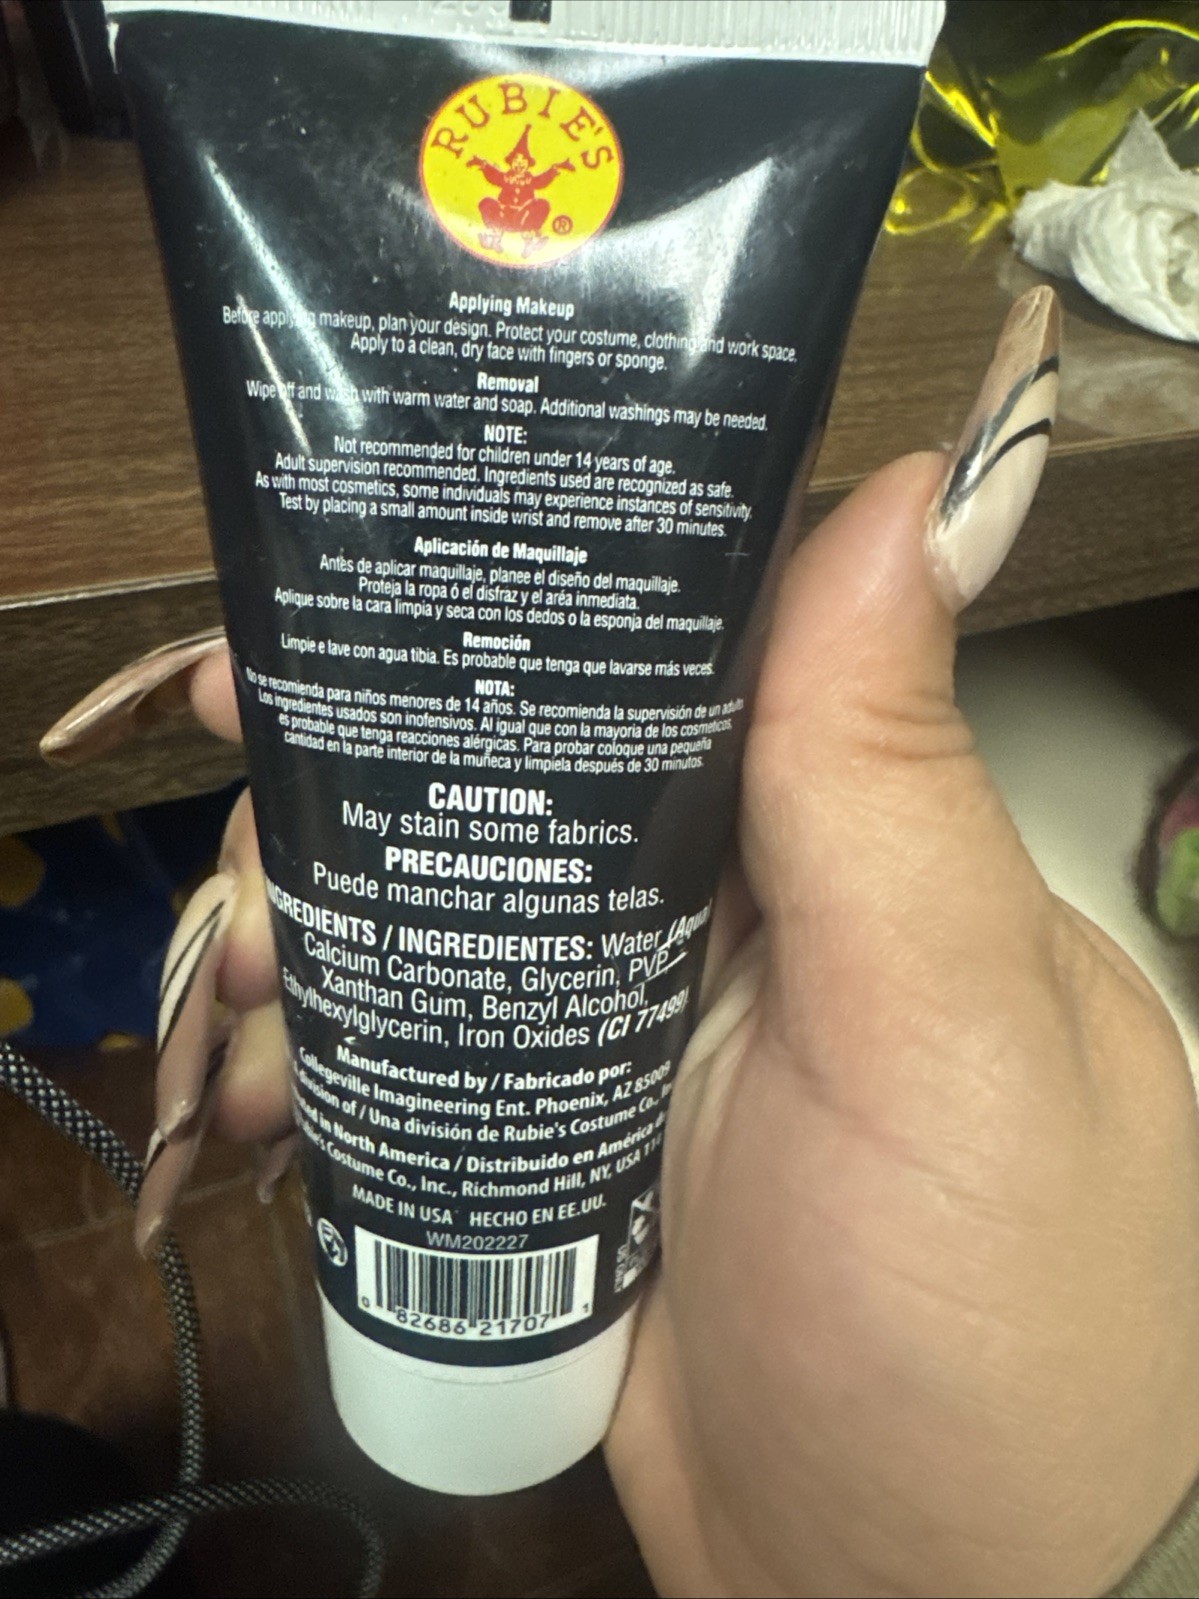 RUBIE'S
®
Applying Makeup
Before applying makeup, plan your design. Protect your costume, clothing and work space.
Apply to a clean, dry face with fingers or sponge.
Removal
Wipe off and wash with warm water and soap. Additional washings may be needed.
NOTE:
Not recommended for children under 14 years of age.
Adult supervision recommended. Ingredients used are recognized as safe.
As with most cosmetics, some individuals may experience instances of sensitivity.
Test by placing a small amount inside wrist and remove after 30 minutes.
Aplicación de Maquillaje
Antes de aplicar maquillaje, planee el diseño del maquillaje.
Proteja la ropa ó el disfraz y el aréa inmediata.
Aplique sobre la cara limpia y seca con los dedos o la esponja del maquillaje.
Remoción
Limpie e lave con agua tibia. Es probable que tenga que lavarse más veces.
NOTA:
No se recomienda para niños menores de 14 años. Se recomienda la supervisión de un adulto
Los ingredientes usados son inofensivos. Al igual que con la mayoria de los cosmeticos,
es probable que tenga reacciones alérgicas. Para probar coloque una pequeña
cantidad en la parte interior de la muñeca y limpiela después de 30 minutos.
CAUTION:
May stain some fabrics.
PRECAUCIONES:
Puede manchar algunas telas.
INGREDIENTS / INGREDIENTES: Water (Aqua)
Calcium Carbonate, Glycerin, PVP,
Xanthan Gum, Benzyl Alcohol,
Ethylhexylglycerin, Iron Oxides (CI 77499)
Manufactured by / Fabricado por:
Collegeville Imagineering Ent. Phoenix, AZ 85009
division of / Una división de Rubie's Costume Co.,
in North America / Distribuido en América
Rubie's Costume Co., Inc., Richmond Hill, NY, USA
MADE IN USA HECHO EN EE.UU.
WM202227
0 82686 21707 1